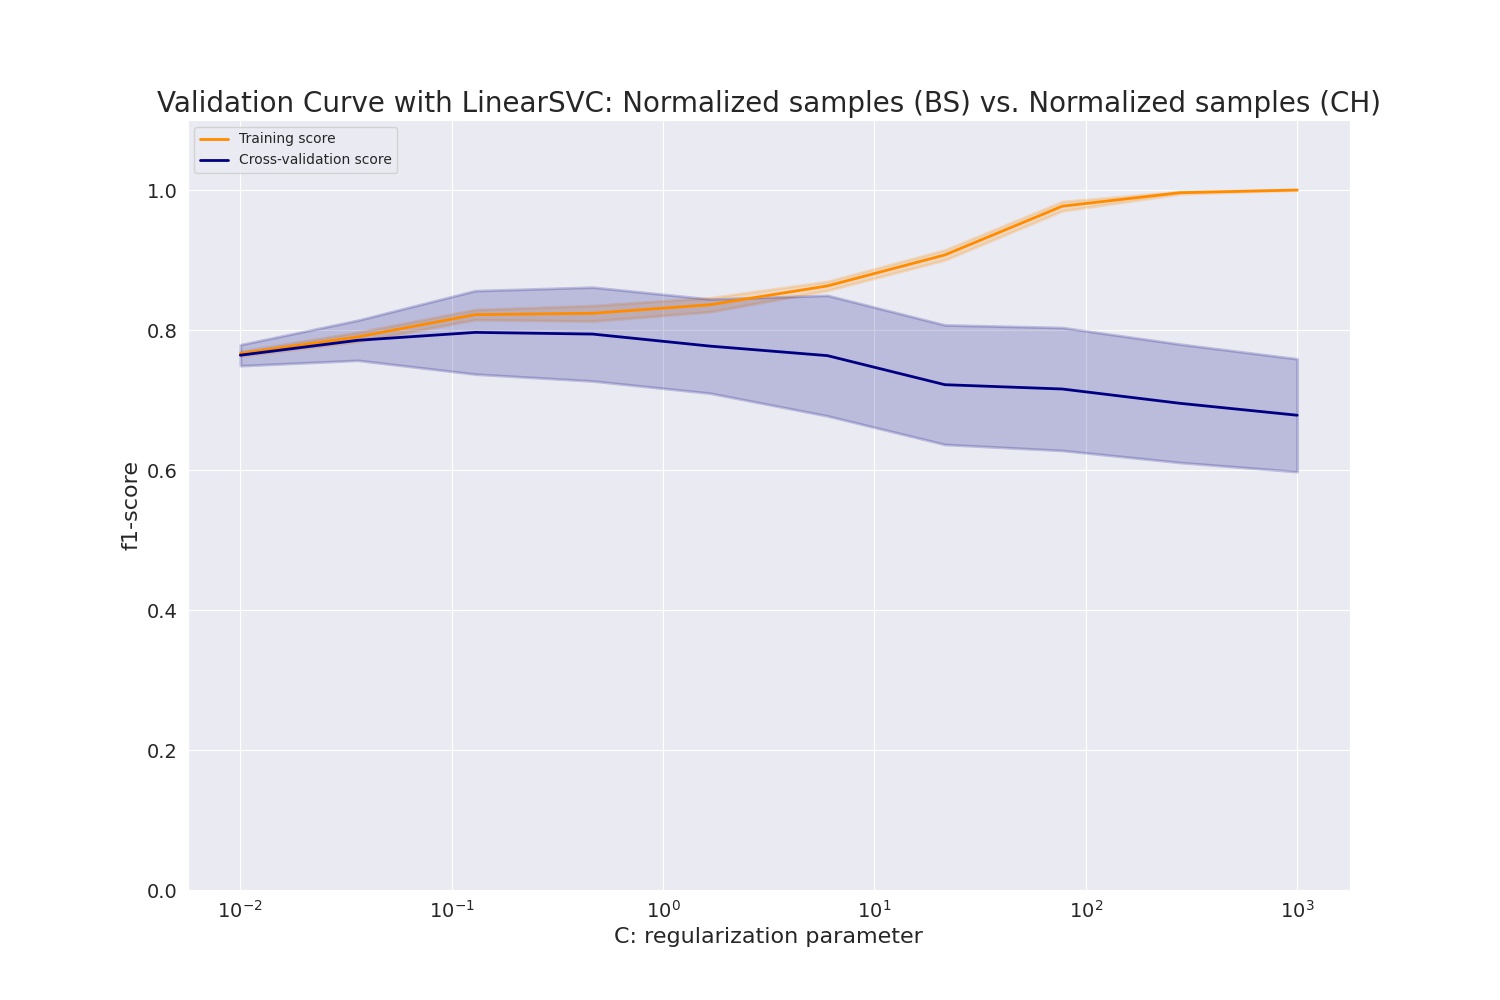 Validation Curve with LinearSVC: Normalized samples (BS) vs. Normalized samples (CH)
Training score
Cross-validation score
1.0
0.8
0.6
0.4
0.2
0.0
f1-score
10⁻² 10⁻¹ 10⁰ 10¹ 10² 10³
C: regularization parameter